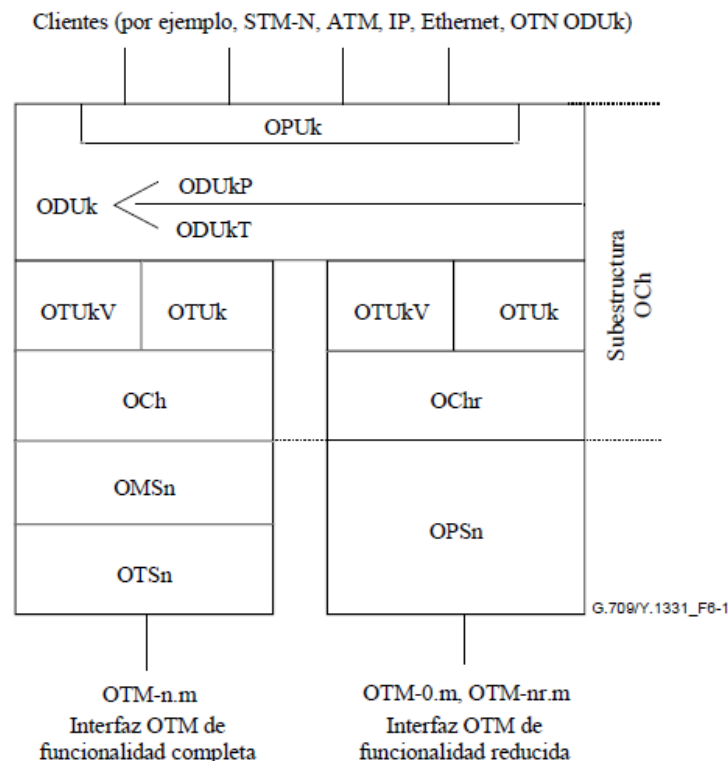 Clientes (por ejemplo, STM-N, ATM, IP, Ethernet, OTN ODUk)
OPUk
ODUkP
ODUk
ODUkT
Subestructura
OCh
OTUkV OTUk OTUkV OTUk
OCh OChr
OMSn
OPSn
OTSn
G.709/Y.1331_F6-1
OTM-n.m OTM-0.m, OTM-nr.m
Interfaz OTM de Interfaz OTM de
funcionalidad completa funcionalidad reducida